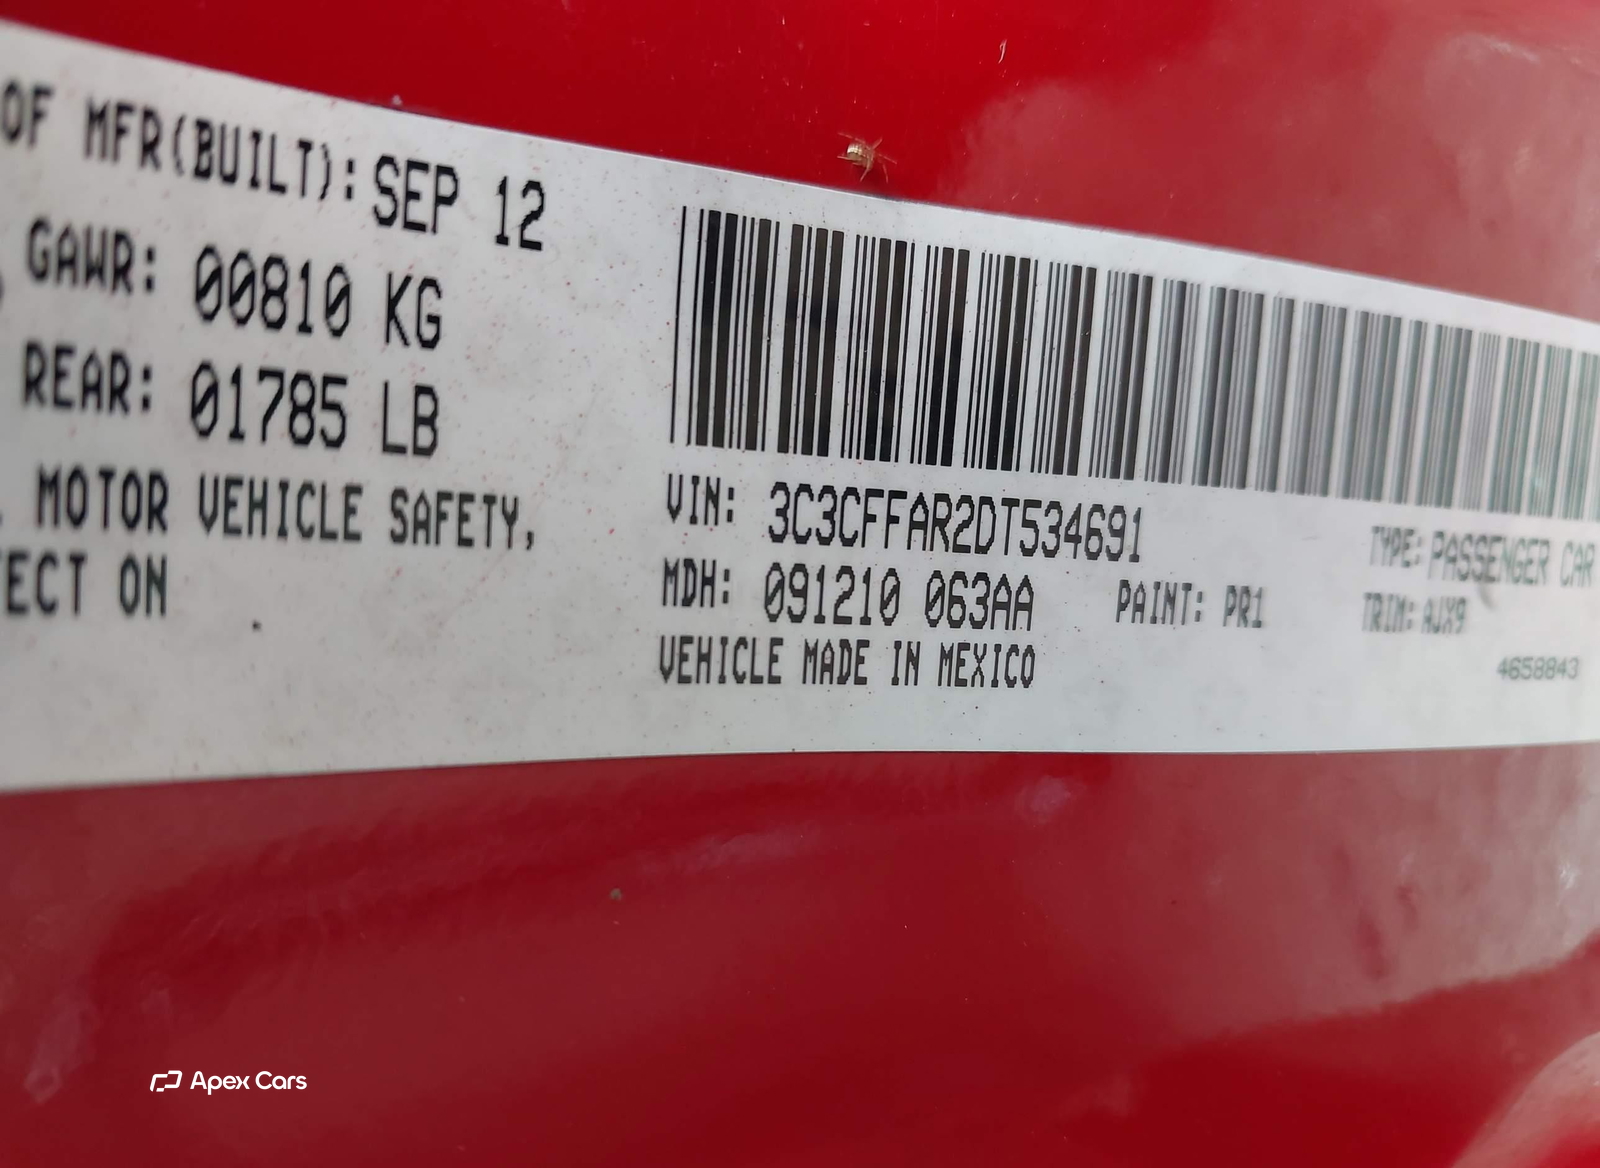 OF MFR(BUILT): SEP 12
GAWR: 00810 KG
REAR: 01785 LB
MOTOR VEHICLE SAFETY,
ECT ON
VIN: 3C3CFFAR2DT534691
TYPE: PASSENGER CAR
MDH: 091210 063AA
PAINT: PR1
TRIM: AJX9
VEHICLE MADE IN MEXICO
4658843
Apex Cars